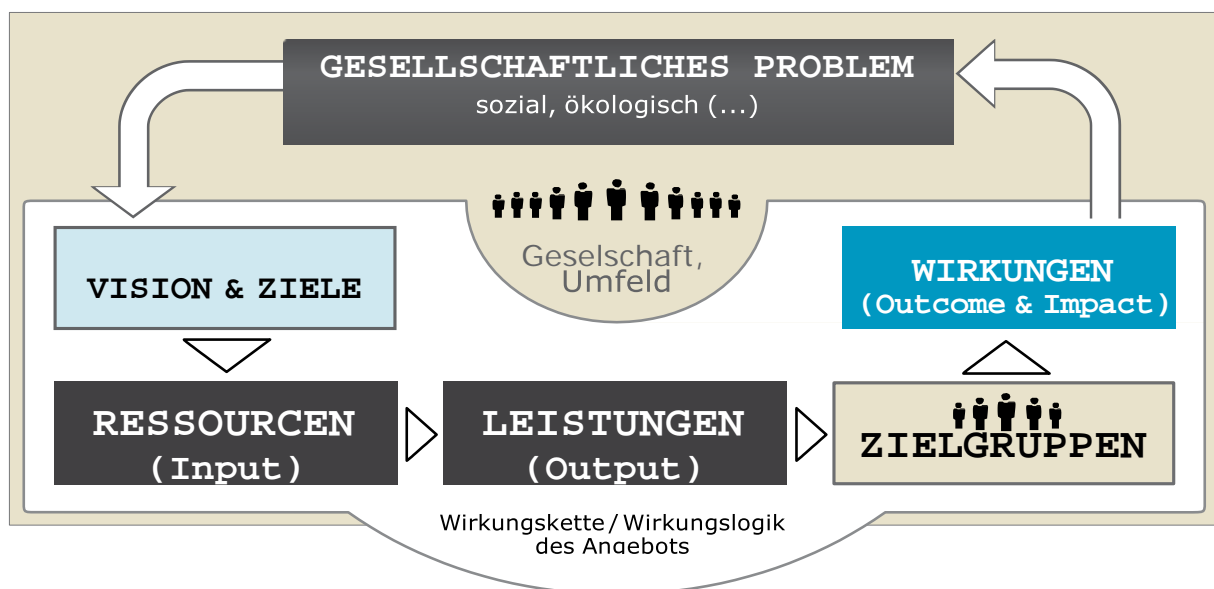 GESELLSCHAFTLICHES PROBLEM
sozial, ökologisch (...)
Geselschaft,
Umfeld
VISION & ZIELE
WIRKUNGEN
(Outcome & Impact)
RESSOURCEN
(Input)
LEISTUNGEN
(Output)
ZIELGRUPPEN
Wirkungskette/Wirkungslogik
des Angebots